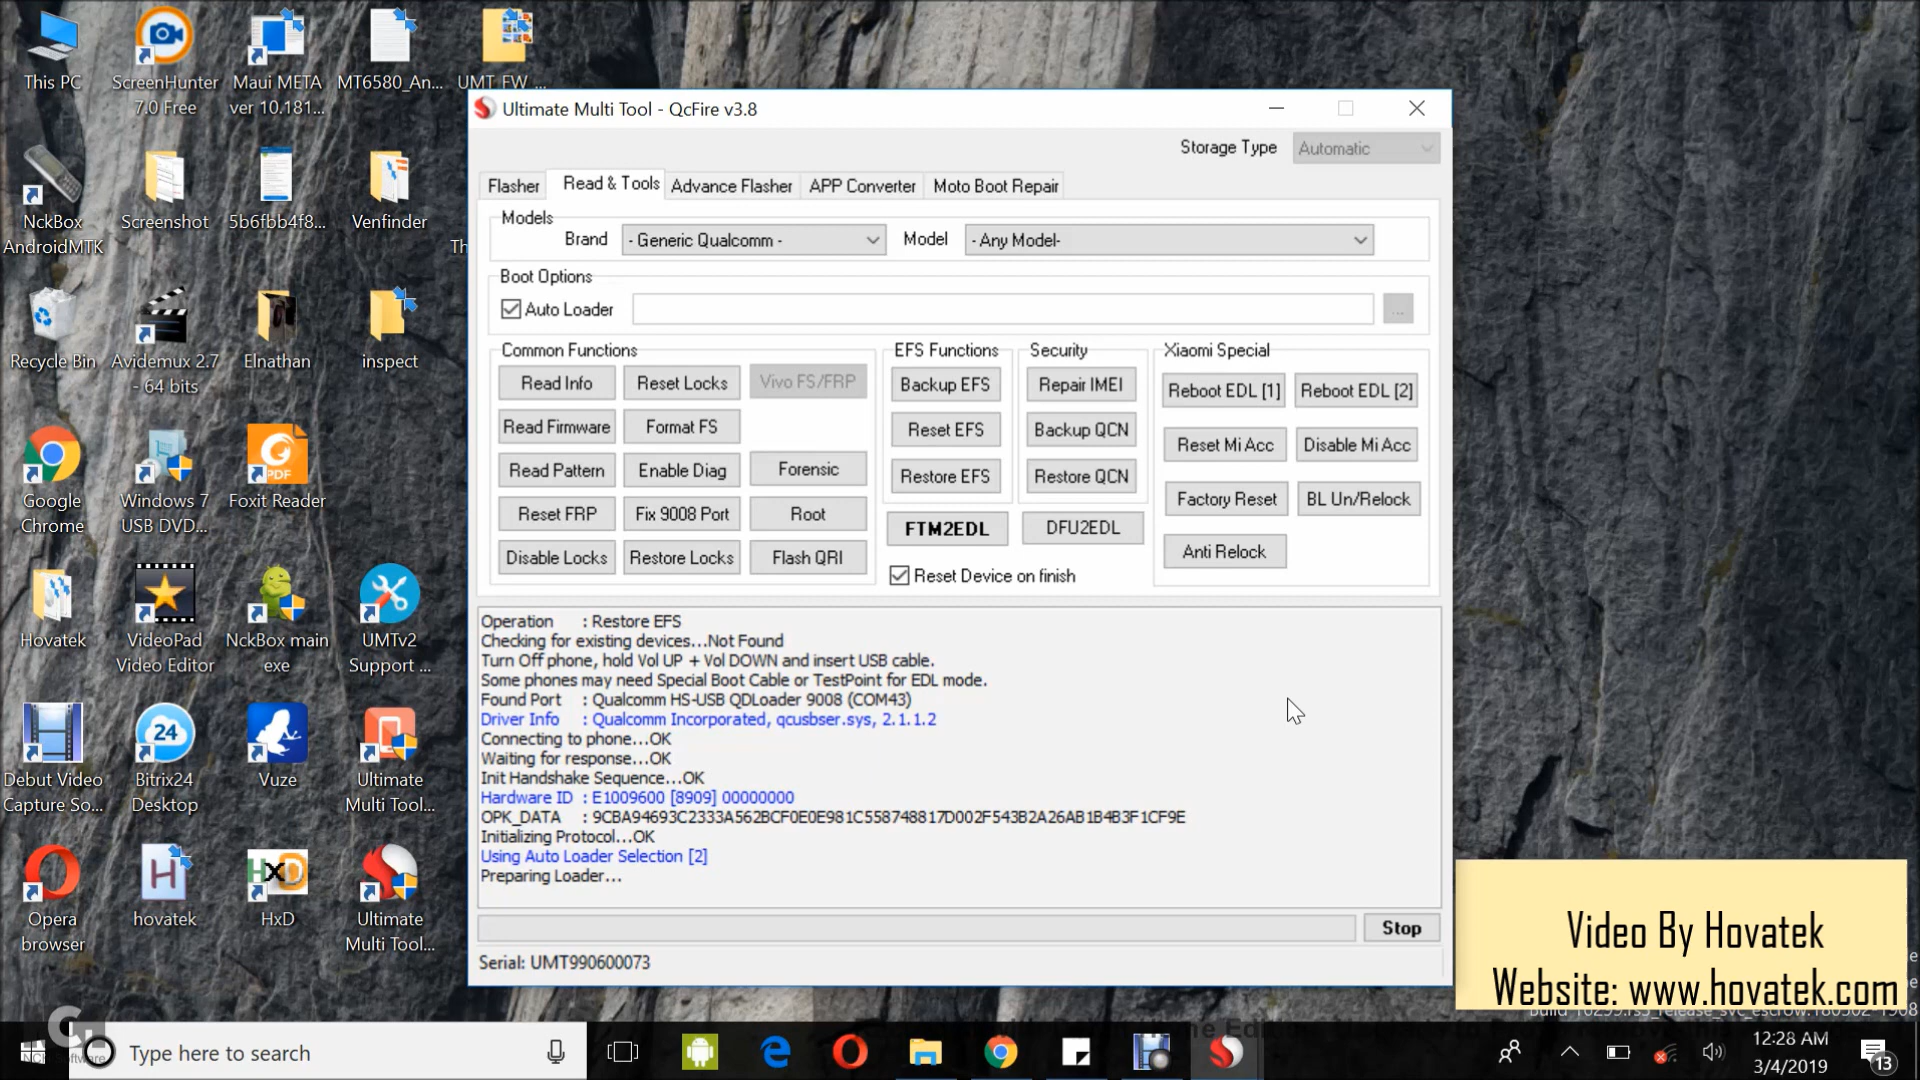 This PC
ScreenHunter
7.0 Free
Maui META
ver 10.181...
MT6580_An...
UMT FW ...
NckBox
AndroidMTK
Screenshot
5b6fbb4f8...
Venfinder
Th
Recycle Bin
Avidemux 2.7
- 64 bits
Elnathan
inspect
Google
Chrome
Windows 7
USB DVD...
PDF
Foxit Reader
Hovatek
VideoPad
Video Editor
NckBox main
exe
UMTv2
Support ...
Debut Video
Capture So...
24
Bitrix24
Desktop
Vuze
Ultimate
Multi Tool...
Opera
browser
H
hovatek
HxD
HxD
Ultimate
Multi Tool...
Ultimate Multi Tool - QcFire v3.8
Storage Type
Automatic
Flasher
Read & Tools
Advance Flasher
APP Converter
Moto Boot Repair
Models
Brand
- Generic Qualcomm -
Model
- Any Model-
Boot Options
Auto Loader
...
Common Functions
EFS Functions
Security
Xiaomi Special
Read Info
Reset Locks
Vivo FS/FRP
Backup EFS
Repair IMEI
Reboot EDL [1]
Reboot EDL [2]
Read Firmware
Format FS
Reset EFS
Backup QCN
Reset Mi Acc
Disable Mi Acc
Read Pattern
Enable Diag
Forensic
Restore EFS
Restore QCN
Factory Reset
BL Un/Relock
Reset FRP
Fix 9008 Port
Root
FTM2EDL
DFU2EDL
Anti Relock
Disable Locks
Restore Locks
Flash QRI
Reset Device on finish
Operation : Restore EFS
Checking for existing devices...Not Found
Turn Off phone, hold Vol UP + Vol DOWN and insert USB cable.
Some phones may need Special Boot Cable or TestPoint for EDL mode.
Found Port : Qualcomm HS-USB QDLoader 9008 (COM43)
Driver Info : Qualcomm Incorporated, qcusbser.sys, 2.1.1.2
Connecting to phone...OK
Waiting for response...OK
Init Handshake Sequence...OK
Hardware ID : E1009600 [8909] 00000000
OPK_DATA : 9CBA94693C2333A562BCF0E0E981C558748817D002F543B2A26AB1B4B3F1CF9E
Initializing Protocol...OK
Using Auto Loader Selection [2]
Preparing Loader...
Stop
Serial: UMT990600073
Video By Hovatek
Website: www.hovatek.com
Type here to search
12:28 AM
3/4/2019
13